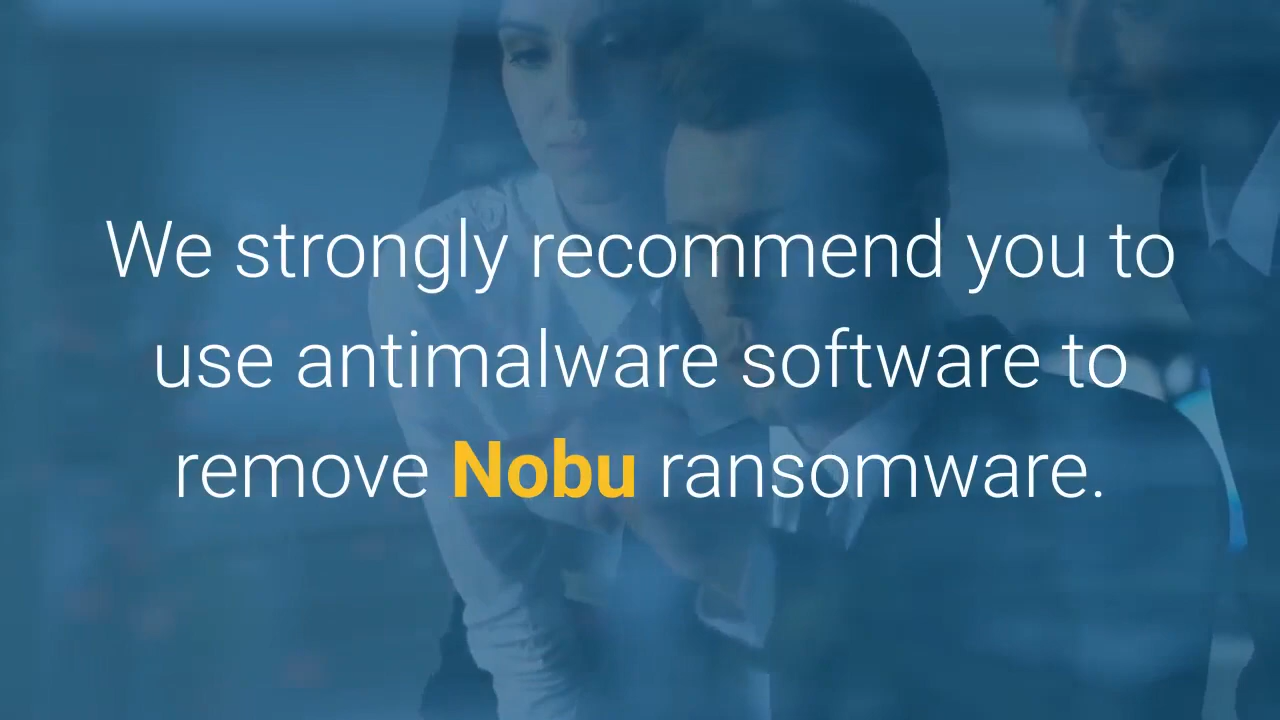 We strongly recommend you to
use antimalware software to
remove Nobu ransomware.